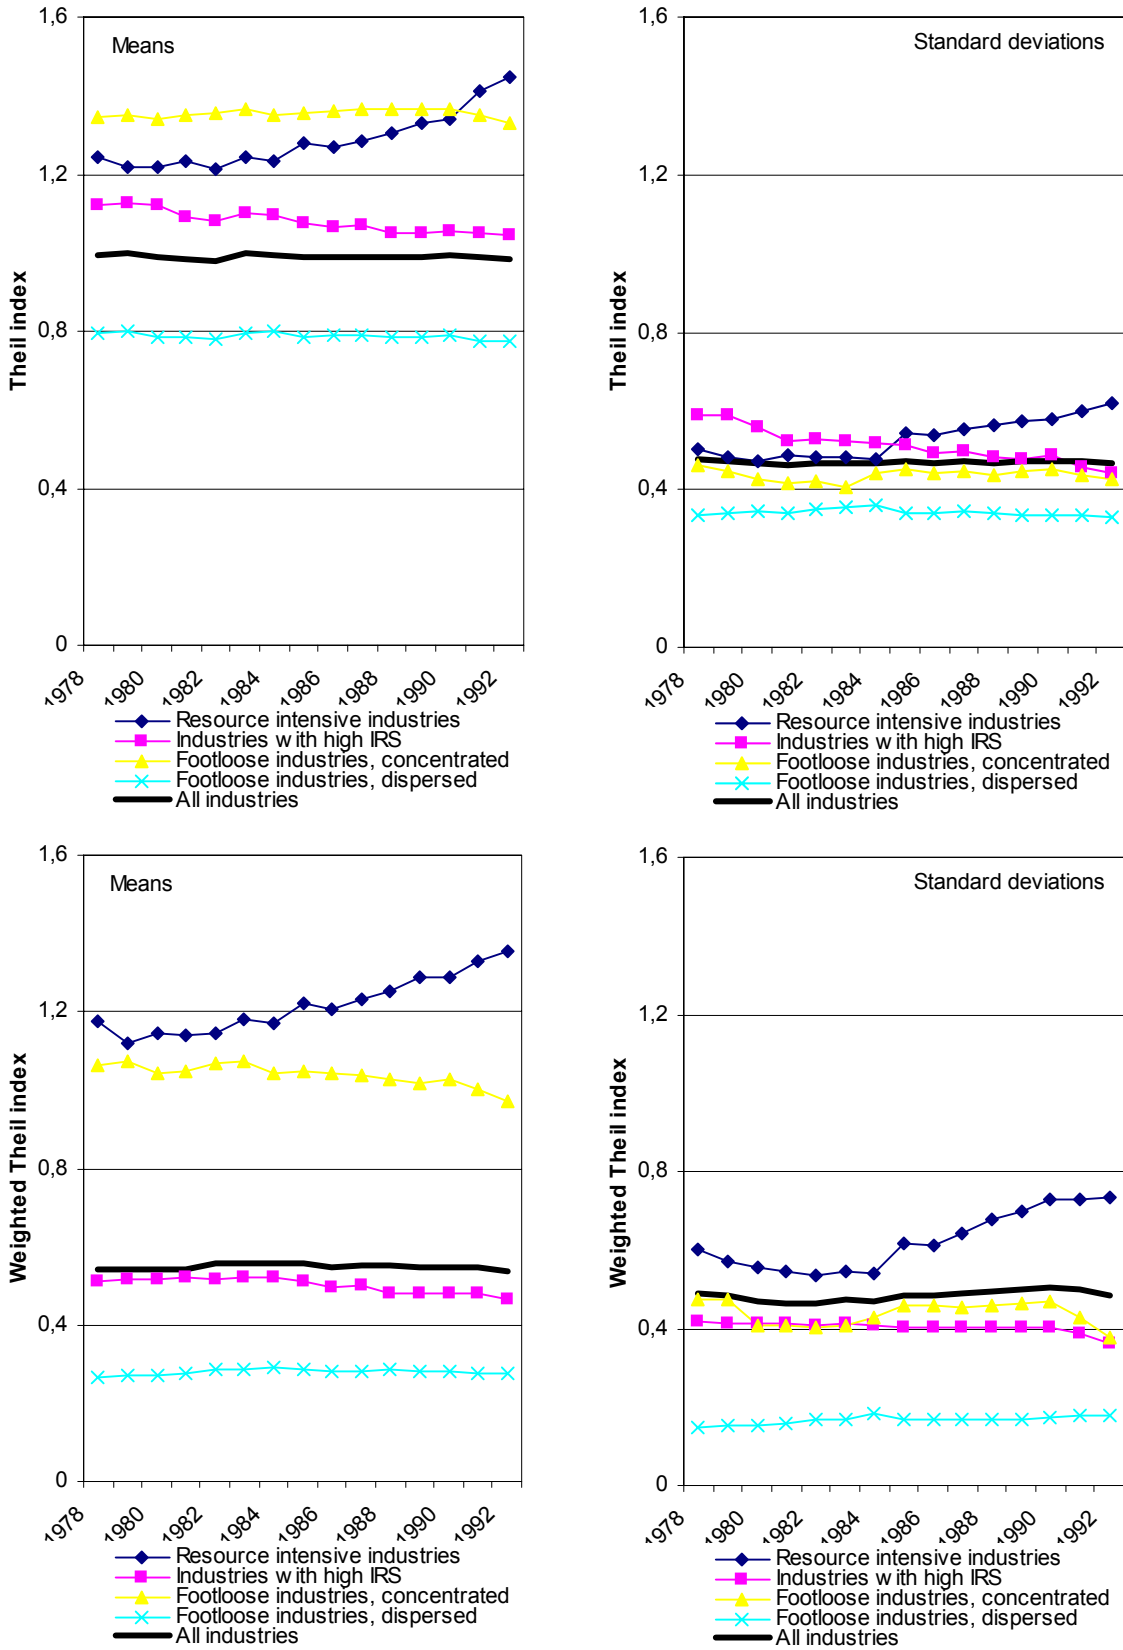 1,6
Means
1,2
0,8
0,4
0
Theil index
1978
1980
1982
1984
1986
1988
1990
1992
Resource intensive industries
Industries with high IRS
Footloose industries, concentrated
Footloose industries, dispersed
All industries
1,6
Standard deviations
1,2
0,8
0,4
0
Theil index
1978
1980
1982
1984
1986
1988
1990
1992
Resource intensive industries
Industries with high IRS
Footloose industries, concentrated
Footloose industries, dispersed
All industries
1,6
Means
1,2
0,8
0,4
0
Weighted Theil index
1978
1980
1982
1984
1986
1988
1990
1992
Resource intensive industries
Industries with high IRS
Footloose industries, concentrated
Footloose industries, dispersed
All industries
1,6
Standard deviations
1,2
0,8
0,4
0
Weighted Theil index
1978
1980
1982
1984
1986
1988
1990
1992
Resource intensive industries
Industries with high IRS
Footloose industries, concentrated
Footloose industries, dispersed
All industries